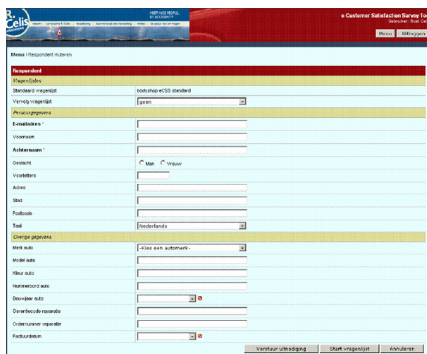 R.
Celis
e-Customer Satisfaction Survey To
Menu Uitloggen
Menu / Respondent invoeren
Respondent
Vragenlijsten
Standaard vragenlijst bodyshop eCSS standard
Vervolg vragenlijst geen
Persoonsgegevens
E-mailadres *
Voornaam
Achternaam *
Geslacht Man Vrouw
Voorletters
Adres
Stad
Postcode
Taal Nederlands
Overige gegevens
Merk auto -Kies een automerk-
Model auto
Kleur auto
Nummerbord auto
Bouwjaar auto
Garantiecode reparatie
Ordernummer reparatie
Factuurdatum
Verstuur uitnodiging Start vragenlijst Annuleren